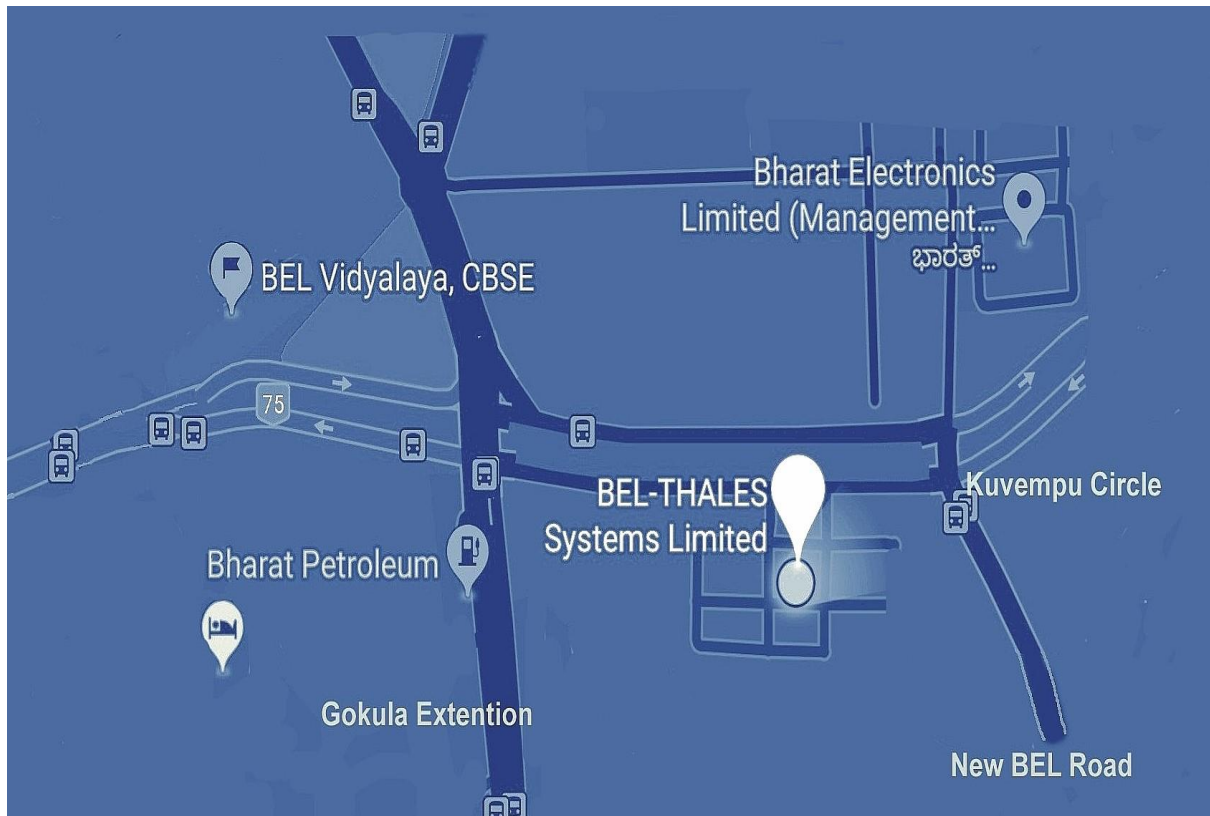 Bharat Electronics
Limited (Management...
ಭಾರತ್...
BEL Vidyalaya, CBSE
75
BEL-THALES
Systems Limited
Kuvempu Circle
Bharat Petroleum
Gokula Extention
New BEL Road